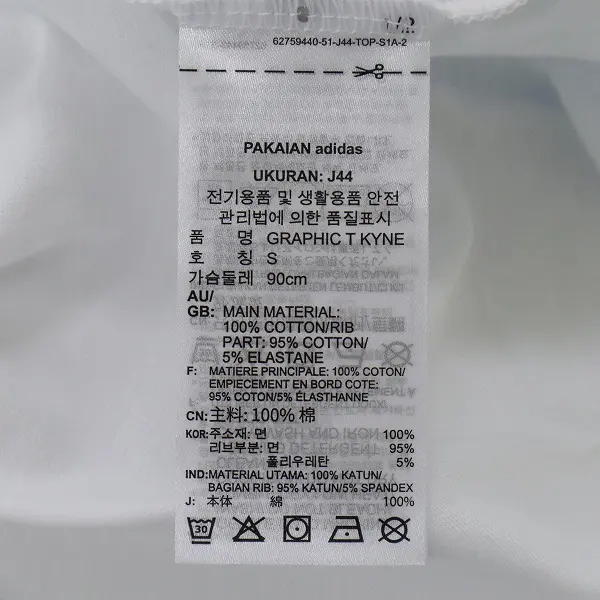 62759440-51-J44-TOP-S1A-2
PAKAIAN adidas
UKURAN: J44
전기용품 및 생활용품 안전
관리법에 의한 품질표시
품 명 GRAPHIC T KYNE
호 칭 S
가슴둘레 90cm
AU/
GB: MAIN MATERIAL:
100% COTTON/RIB
PART: 95% COTTON/
5% ELASTANE
F: MATIERE PRINCIPALE: 100% COTON/
EMPIECEMENT EN BORD COTE:
95% COTON/5% ÉLASTHANNE
CN: 主料: 100% 棉
KOR: 주소재: 면 100%
리브부분: 면 95%
폴리우레탄 5%
IND: MATERIAL UTAMA: 100% KATUN/
BAGIAN RIB: 95% KATUN/5% SPANDEX
J: 本体 綿 100%
30